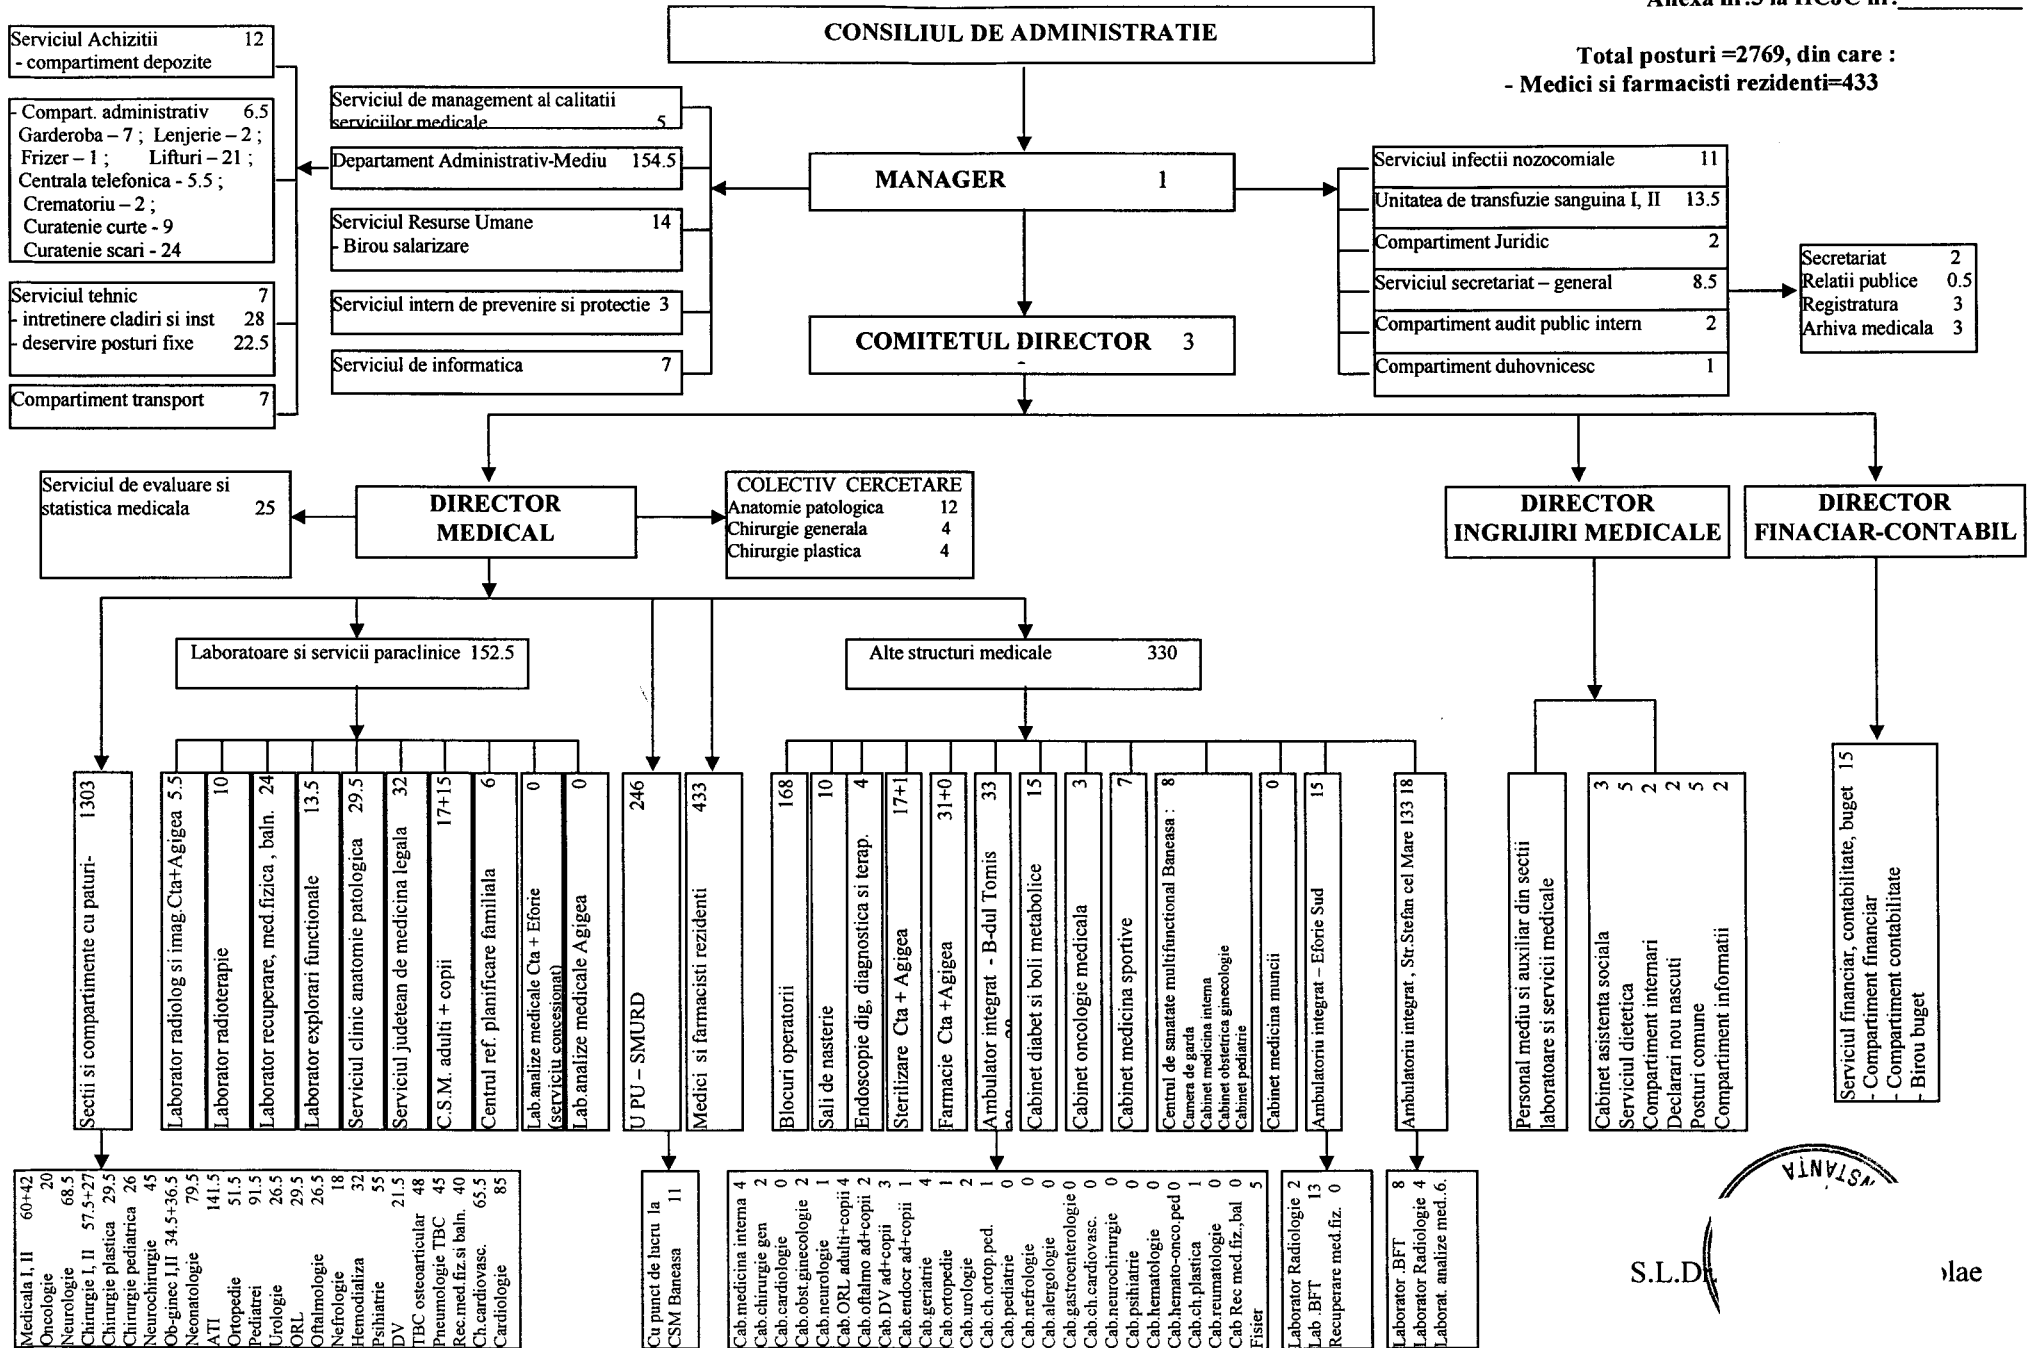 CONSILIUL DE ADMINISTRATIE
Total posturi =2769, din care :
- Medici si farmacisti rezidenti=433
Serviciul Achizitii 12
- compartiment depozite
- Compart. administrativ 6.5
Garderoba – 7 ; Lenjerie – 2 ;
Frizer – 1 ; Lifturi – 21 ;
Centrala telefonica - 5.5 ;
Crematoriu – 2 ;
Curatenie curte - 9
Curatenie scari - 24
Serviciul tehnic 7
- intretinere cladiri si inst 28
- deservire posturi fixe 22.5
Compartiment transport 7
Serviciul de management al calitatii
serviciilor medicale 5
Departament Administrativ-Mediu 154.5
Serviciul Resurse Umane 14
- Birou salarizare
Serviciul intern de prevenire si protectie 3
Serviciul de informatica 7
MANAGER 1
COMITETUL DIRECTOR 3
Serviciul infectii nozocomiale 11
Unitatea de transfuzie sanguina I, II 13.5
Compartiment Juridic 2
Serviciul secretariat – general 8.5
Compartiment audit public intern 2
Compartiment duhovnicesc 1
Secretariat 2
Relatii publice 0.5
Registratura 3
Arhiva medicala 3
Serviciul de evaluare si
statistica medicala 25
DIRECTOR
MEDICAL
COLECTIV CERCETARE
Anatomie patologica 12
Chirurgie generala 4
Chirurgie plastica 4
DIRECTOR
INGRIJIRI MEDICALE
DIRECTOR
FINACIAR-CONTABIL
Laboratoare si servicii paraclinice 152.5
Alte structuri medicale 330
Sectii si compartimente cu paturi- 1303
Laborator radiolog si imag.Cta+Agigea 5.5
Laborator radioterapie 10
Laborator recuperare, med.fizica , baln. 24
Laborator explorari functionale 13.5
Serviciul clinic anatomie patologica 29.5
Serviciul judetean de medicina legala 32
C.S.M. adulti + copii 17+15
Centrul ref. planificare familiala 6
Lab.analize medicale Cta + Eforie 0
(serviciu concesionat)
Lab.analize medicale Agigea 0
U PU – SMURD 246
Medici si farmacisti rezidenti 433
Blocuri operatorii 168
Sali de nasterie 10
Endoscopie dig, diagnostica si terap. 4
Sterilizare Cta + Agigea 17+1
Farmacie Cta +Agigea 31+0
Ambulator integrat - B-dul Tomis 33
Cabinet diabet si boli metabolice 15
Cabinet oncologie medicala 3
Cabinet medicina sportive 7
Centrul de sanatate multifunctional Baneasa : 8
Camera de garda
Cabinet medicina interna
Cabinet obstetrica ginecologie
Cabinet pediatrie
Cabinet medicina muncii 0
Ambulatoriu integrat – Eforie Sud 15
Ambulatoriu integrat , Str.Stefan cel Mare 133 18
Personal mediu si auxiliar din sectii
laboratoare si servicii medicale
Cabinet asistenta sociala 3
Serviciul dietetica 5
Compartiment internari 2
Declarari nou nascuti 2
Posturi comune 5
Compartiment informatii 2
Serviciul financiar, contabilitate, buget 15
- Compartiment financiar
- Compartiment contabilitate
- Birou buget
Medicala I, II 60+42
Oncologie 20
Neurologie 68.5
Chirurgie I, II 57.5+27
Chirurgie plastica 29.5
Chirurgie pediatrica 26
Neurochirurgie 45
Ob-ginec I,II 34.5+36.5
Neonatologie 79.5
ATI 141.5
Ortopedie 51.5
Pediatrei 91.5
Urologie 26.5
ORL 29.5
Oftalmologie 26.5
Nefrologie 18
Hemodializa 32
Psihiatrie 55
DV 21.5
TBC osteoarticular 48
Pneumologie TBC 45
Rec.med.fiz.si baln. 40
Ch.cardiovasc. 65.5
Cardiologie 85
Cu punct de lucru la
CSM Baneasa 11
Cab.medicina interna 4
Cab.chirurgie gen 2
Cab.cardiologie 0
Cab.obst.ginecologie 2
Cab.neurologie 1
Cab.ORL adulti+copii 4
Cab.oftalmo ad+copii 2
Cab.DV ad+copii 3
Cab.endocr ad+copii 1
Cab.geriatrie 4
Cab.ortopedie 1
Cab.urologie 2
Cab.ch.ortop.ped. 1
Cab.pediatrie 0
Cab.nefrologie 0
Cab.alergologie 0
Cab.gastroenterologie 0
Cab.ch.cardiovasc. 0
Cab.neurochirurgie 0
Cab.psihiatrie 0
Cab.hematologie 0
Cab.hemato-onco.ped 0
Cab.ch.plastica 1
Cab.reumatologie 0
Cab Rec med.fiz.,bal 0
Fisier 5
Laborator Radiologie 2
Lab .BFT 13
Recuperare med.fiz. 0
Laborator .BFT 8
Laborator Radiologie 4
Laborat. analize med..6.
S.L.D
lae